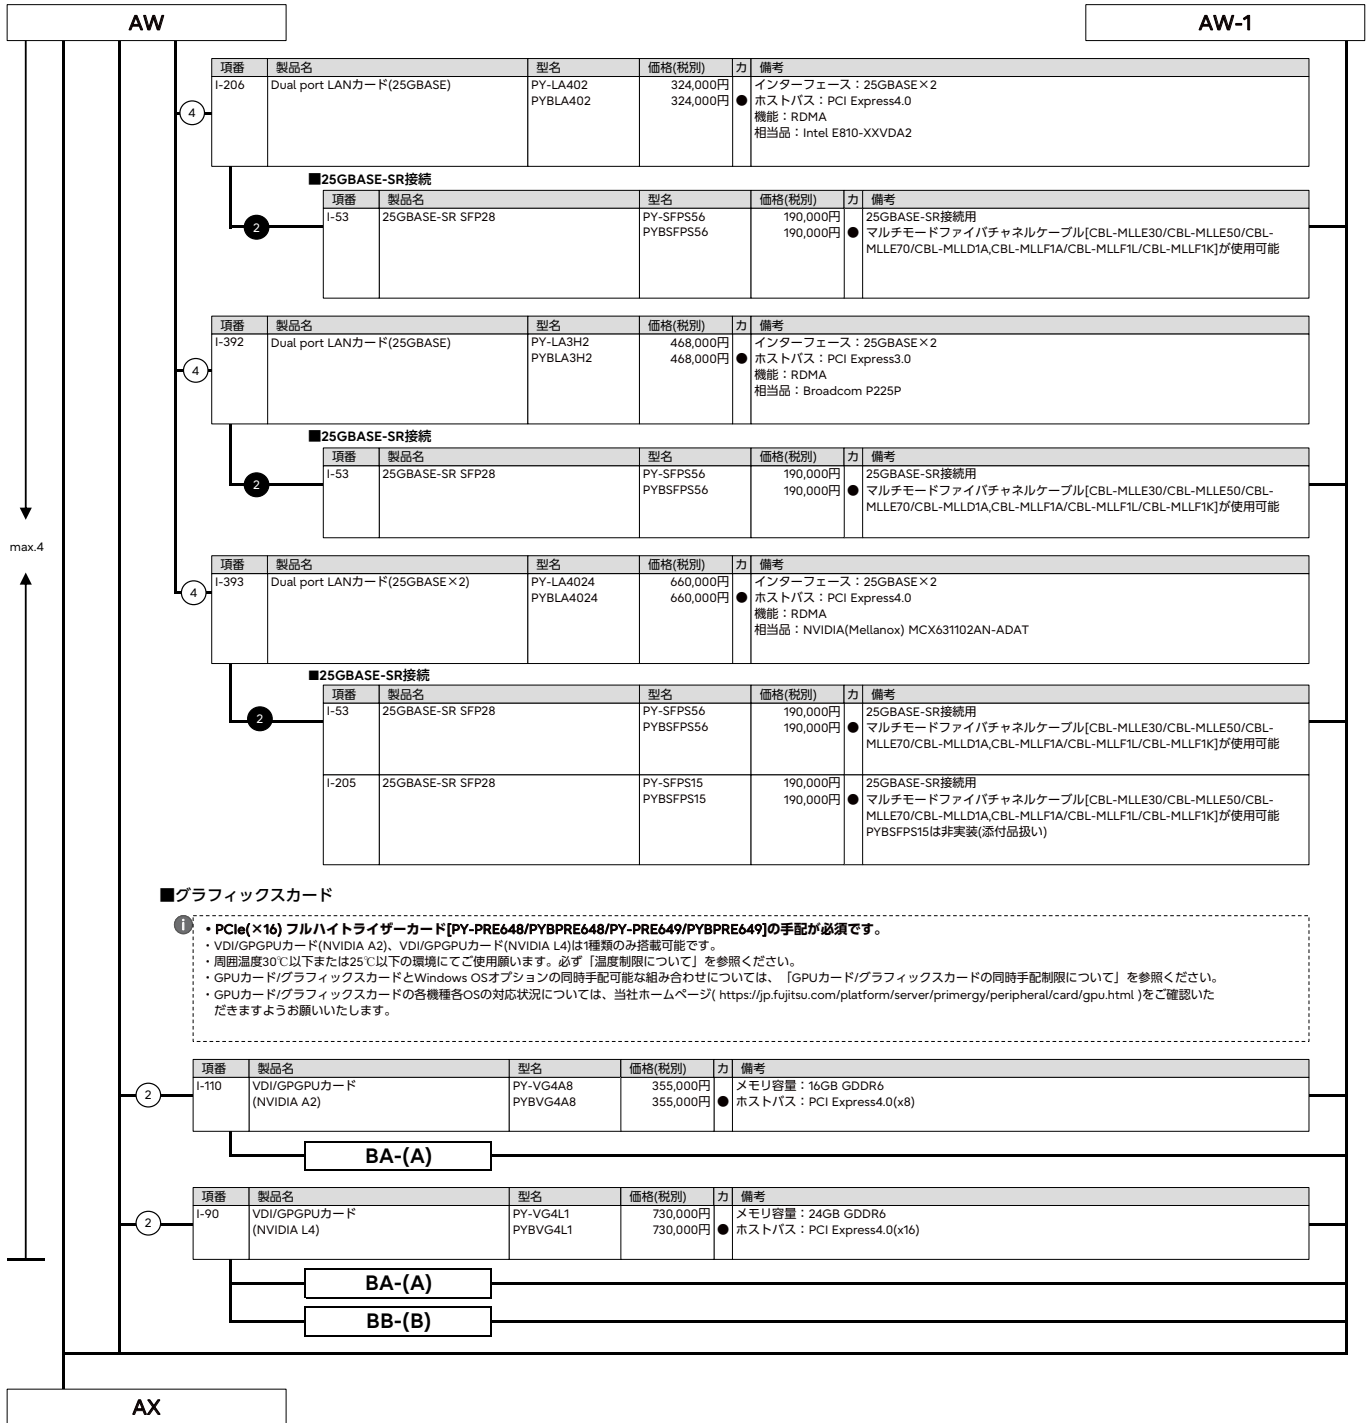 AW
AW-1
項番 製品名 型名 価格(税別) カ 備考
I-206 Dual port LANカード(25GBASE) PY-LA402 324,000円 インターフェース：25GBASE×2
PYBLA402 324,000円 ● ホストバス：PCI Express4.0
機能：RDMA
相当品：Intel E810-XXVDA2
4
■25GBASE-SR接続
項番 製品名 型名 価格(税別) カ 備考
I-53 25GBASE-SR SFP28 PY-SFPS56 190,000円 25GBASE-SR接続用
PYBSFPS56 190,000円 ● マルチモードファイバチャネルケーブル[CBL-MLLE30/CBL-MLLE50/CBL-
MLLE70/CBL-MLLD1A,CBL-MLLF1A/CBL-MLLF1L/CBL-MLLF1K]が使用可能
2
項番 製品名 型名 価格(税別) カ 備考
I-392 Dual port LANカード(25GBASE) PY-LA3H2 468,000円 インターフェース：25GBASE×2
PYBLA3H2 468,000円 ● ホストバス：PCI Express3.0
機能：RDMA
相当品：Broadcom P225P
4
■25GBASE-SR接続
項番 製品名 型名 価格(税別) カ 備考
I-53 25GBASE-SR SFP28 PY-SFPS56 190,000円 25GBASE-SR接続用
PYBSFPS56 190,000円 ● マルチモードファイバチャネルケーブル[CBL-MLLE30/CBL-MLLE50/CBL-
MLLE70/CBL-MLLD1A,CBL-MLLF1A/CBL-MLLF1L/CBL-MLLF1K]が使用可能
2
max.4
項番 製品名 型名 価格(税別) カ 備考
I-393 Dual port LANカード(25GBASE×2) PY-LA4024 660,000円 インターフェース：25GBASE×2
PYBLA4024 660,000円 ● ホストバス：PCI Express4.0
機能：RDMA
相当品：NVIDIA(Mellanox) MCX631102AN-ADAT
4
■25GBASE-SR接続
項番 製品名 型名 価格(税別) カ 備考
I-53 25GBASE-SR SFP28 PY-SFPS56 190,000円 25GBASE-SR接続用
PYBSFPS56 190,000円 ● マルチモードファイバチャネルケーブル[CBL-MLLE30/CBL-MLLE50/CBL-
MLLE70/CBL-MLLD1A,CBL-MLLF1A/CBL-MLLF1L/CBL-MLLF1K]が使用可能
2
I-205 25GBASE-SR SFP28 PY-SFPS15 190,000円 25GBASE-SR接続用
PYBSFPS15 190,000円 ● マルチモードファイバチャネルケーブル[CBL-MLLE30/CBL-MLLE50/CBL-
MLLE70/CBL-MLLD1A,CBL-MLLF1A/CBL-MLLF1L/CBL-MLLF1K]が使用可能
PYBSFPS15は非実装(添付品扱い)
■グラフィックスカード
i ・PCIe(×16) フルハイトライザーカード[PY-PRE648/PYBPRE648/PY-PRE649/PYBPRE649]の手配が必須です。
・VDI/GPGPUカード(NVIDIA A2)、VDI/GPGPUカード(NVIDIA L4)は1種類のみ搭載可能です。
・周囲温度30℃以下または25℃以下の環境にてご使用願います。必ず「温度制限について」を参照ください。
・GPUカード/グラフィックスカードとWindows OSオプションの同時手配可能な組み合わせについては、「GPUカード/グラフィックスカードの同時手配制限について」を参照ください。
・GPUカード/グラフィックスカードの各機種各OSの対応状況については、当社ホームページ( https://jp.fujitsu.com/platform/server/primergy/peripheral/card/gpu.html )をご確認いた
だきますようお願いいたします。
項番 製品名 型名 価格(税別) カ 備考
I-110 VDI/GPGPUカード PY-VG4A8 355,000円 メモリ容量：16GB GDDR6
(NVIDIA A2) PYBVG4A8 355,000円 ● ホストバス：PCI Express4.0(x8)
2
BA-(A)
項番 製品名 型名 価格(税別) カ 備考
I-90 VDI/GPGPUカード PY-VG4L1 730,000円 メモリ容量：24GB GDDR6
(NVIDIA L4) PYBVG4L1 730,000円 ● ホストバス：PCI Express4.0(x16)
2
BA-(A)
BB-(B)
AX